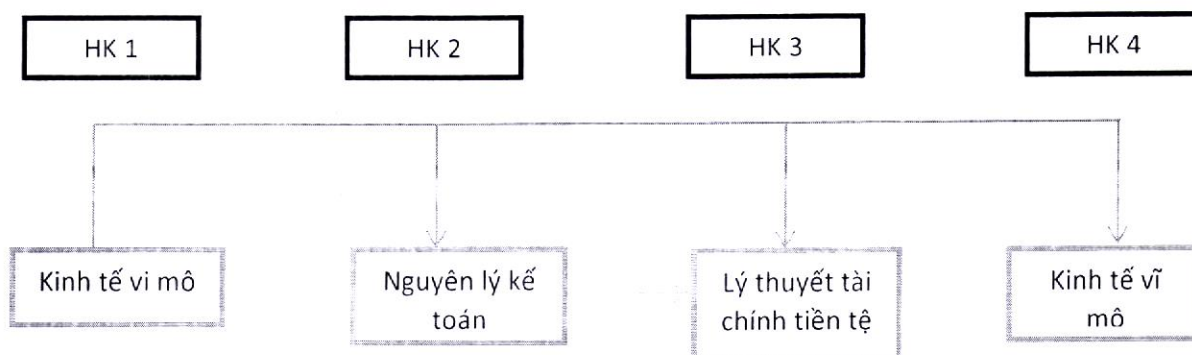 HK 1
HK 2
HK 3
HK 4
Kinh tế vi mô
Nguyên lý kế
toán
Lý thuyết tài
chính tiền tệ
Kinh tế vĩ
mô